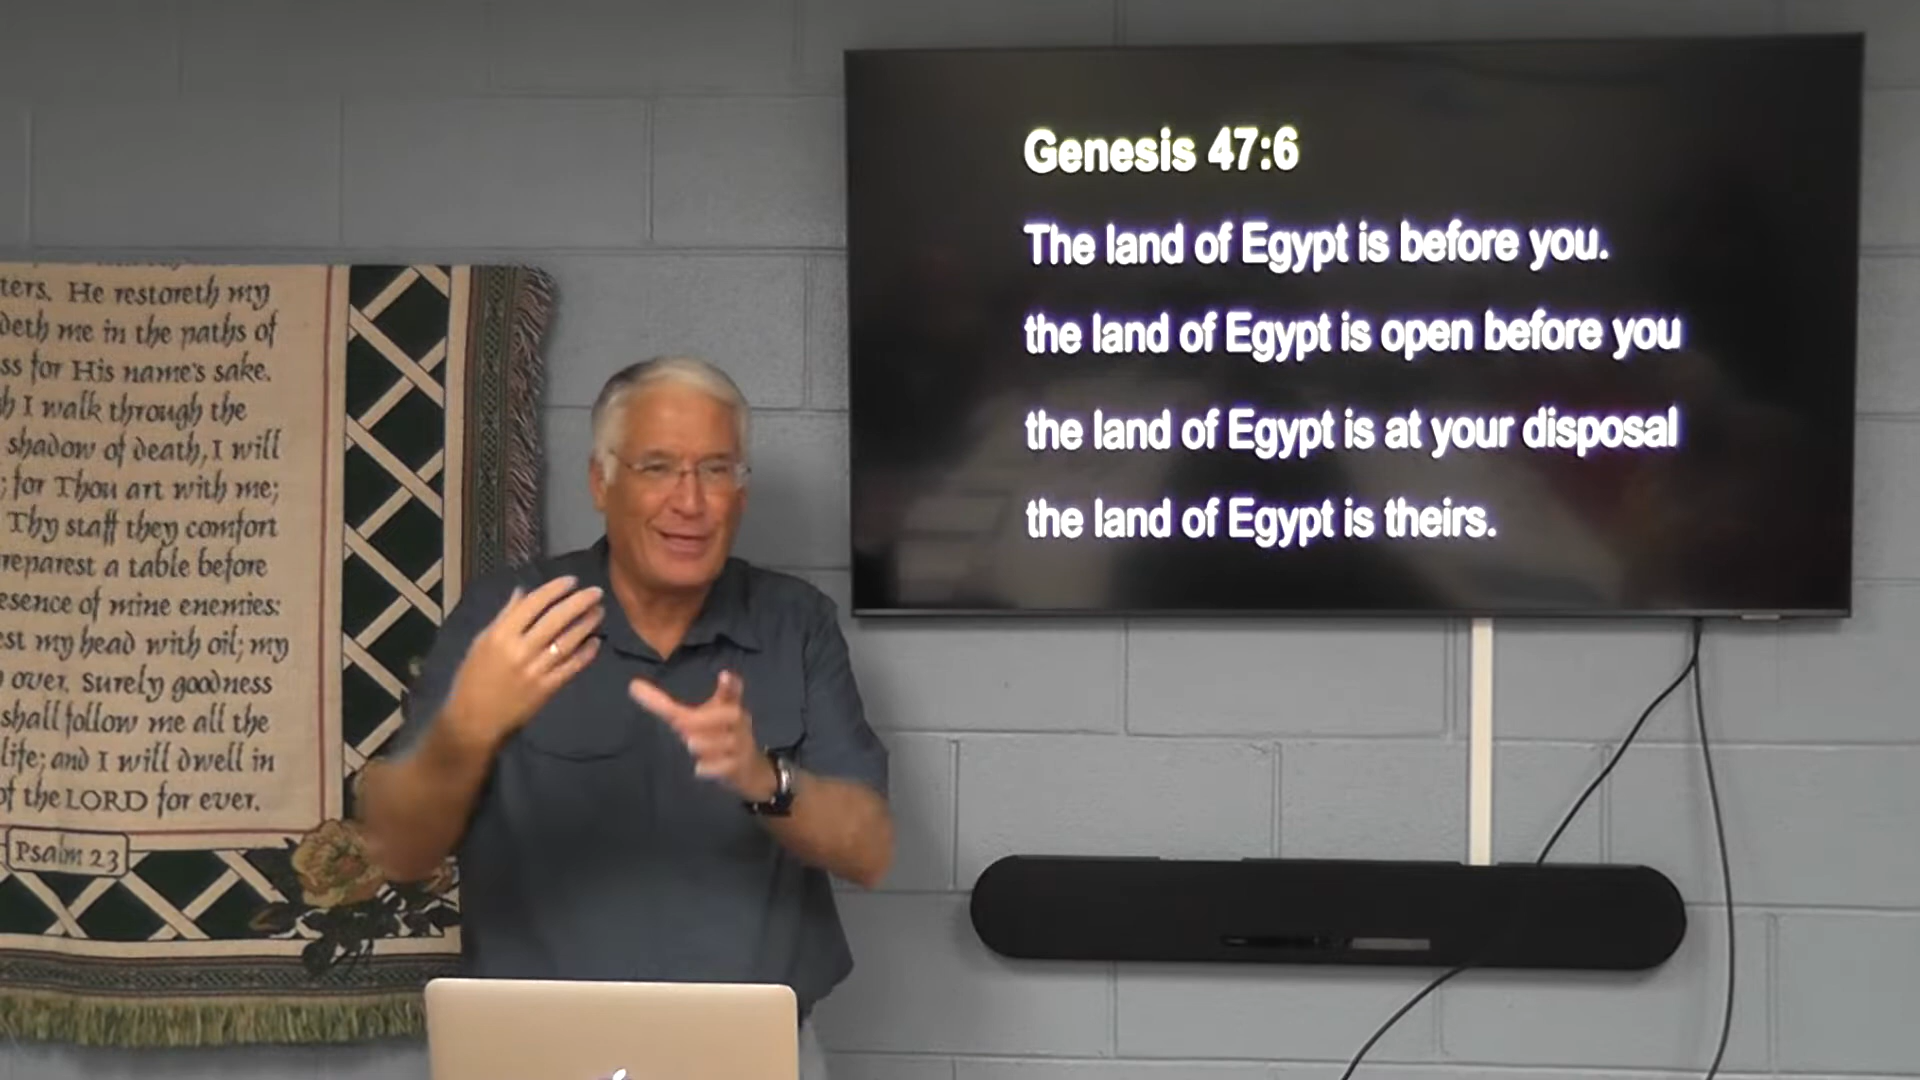 ters. He restoreth my
deth me in the paths of
ss for His name's sake.
h I walk through the
shadow of death, I will
; for Thou art with me;
Thy staff they comfort
reparest a table before
esence of mine enemies:
est my head with oil; my
over. Surely goodness
shall follow me all the
life; and I will dwell in
of the LORD for ever.
Psalm 23
Genesis 47:6
The land of Egypt is before you.
the land of Egypt is open before you
the land of Egypt is at your disposal
the land of Egypt is theirs.